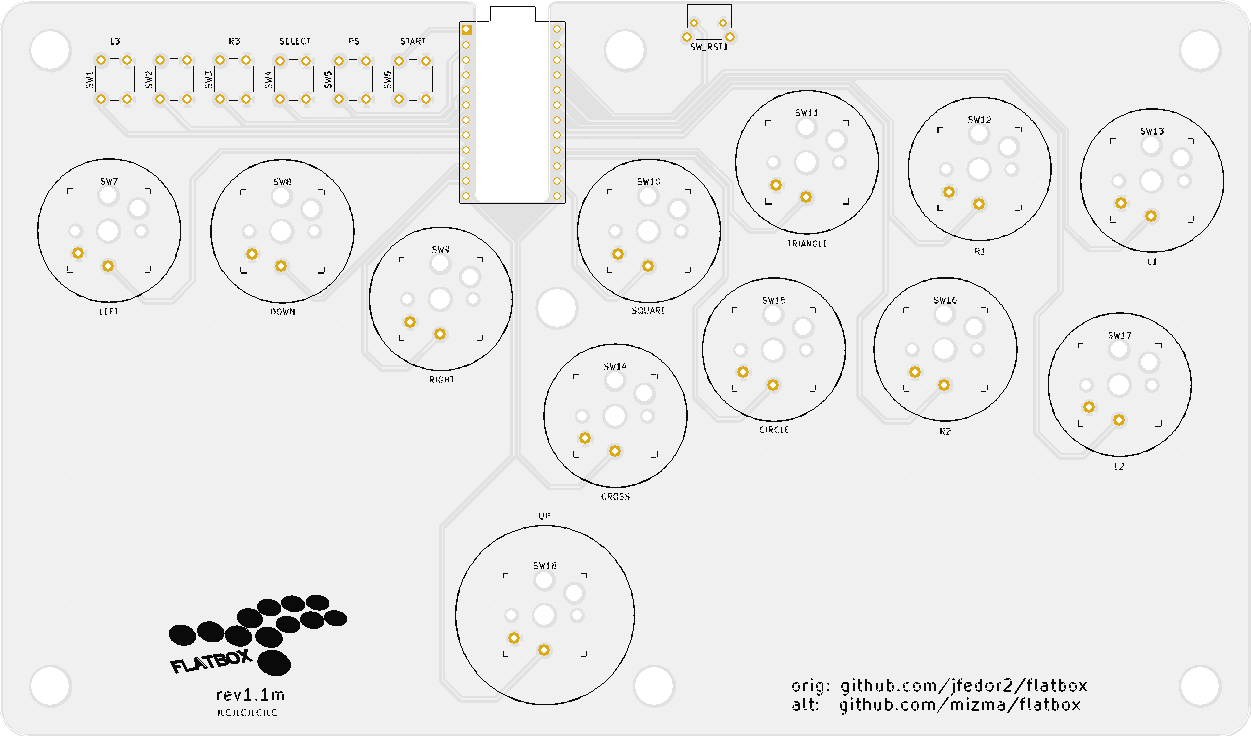 L3 R3 SELECT PS START
SW1 SW2 SW3 SW4 SW5 SW6
SW_RST1
SW11
SW12
SW13
SW7
SW8
SW10
TRIANGLE
R1
SW9
L1
LEFT
DOWN
SQUARE
SW15
SW16
SW17
SW14
RIGHT
CIRCLE
R2
L2
CROSS
UP
SW18
FLATBOX
rev1.1m
JLCJLCJLCJLC
orig: github.com/jfedor2/flatbox
alt: github.com/mizma/flatbox